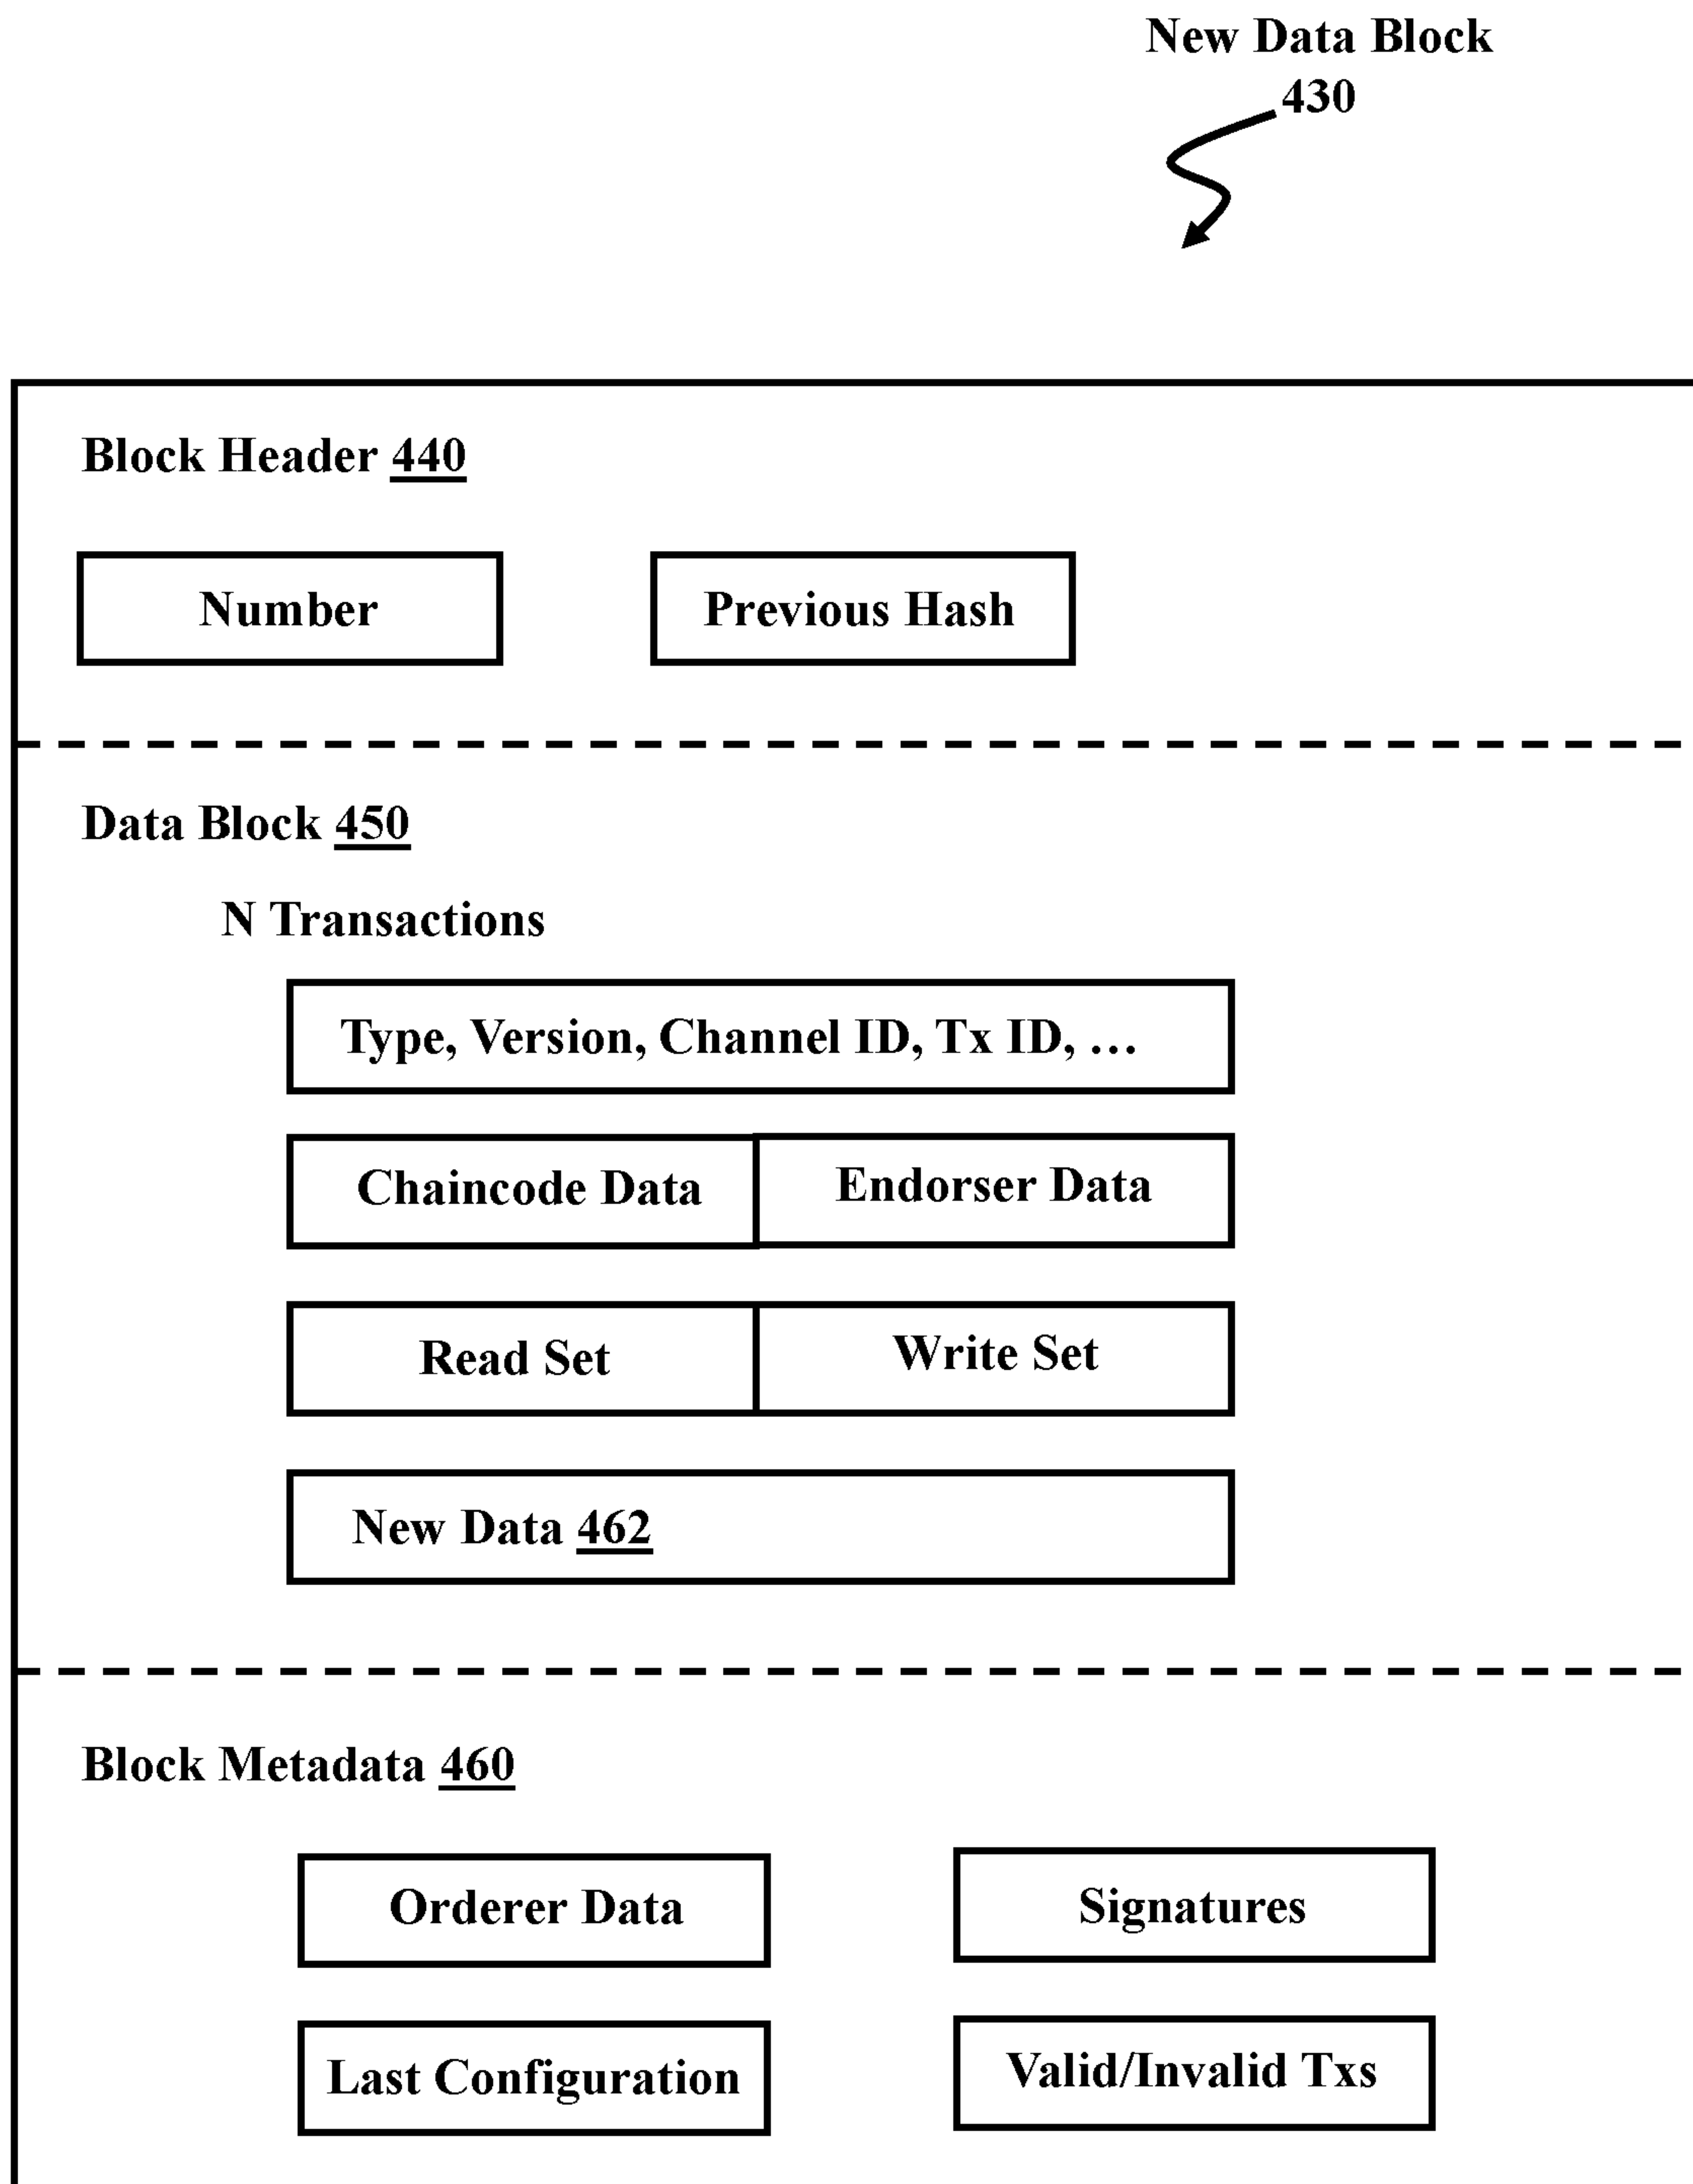 New Data Block
430
Block Header 440
Number
Previous Hash
Data Block 450
N Transactions
Type, Version, Channel ID, Tx ID, …
Chaincode Data
Endorser Data
Read Set
Write Set
New Data 462
Block Metadata 460
Orderer Data
Signatures
Last Configuration
Valid/Invalid Txs